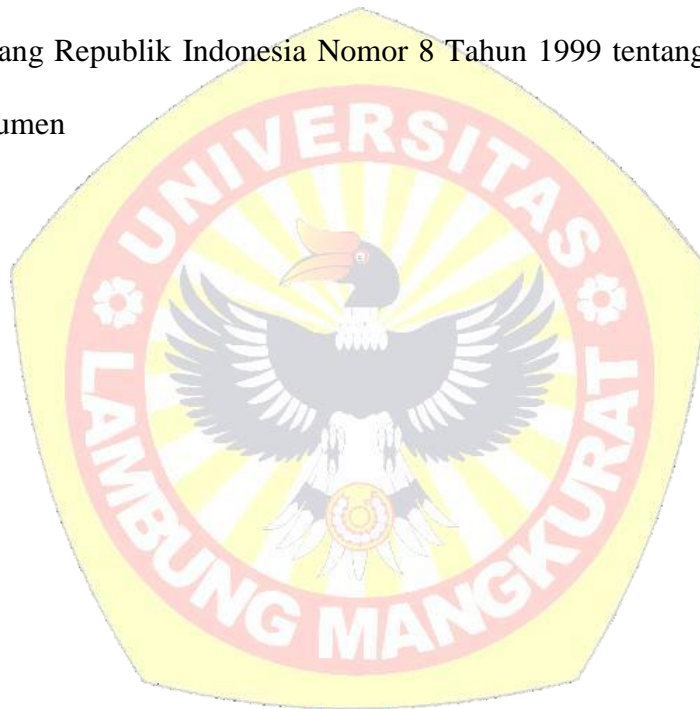 ang Republik Indonesia Nomor 8 Tahun 1999 tentang
umen
UNIVERSITAS
LAMBUNG MANGKURAT